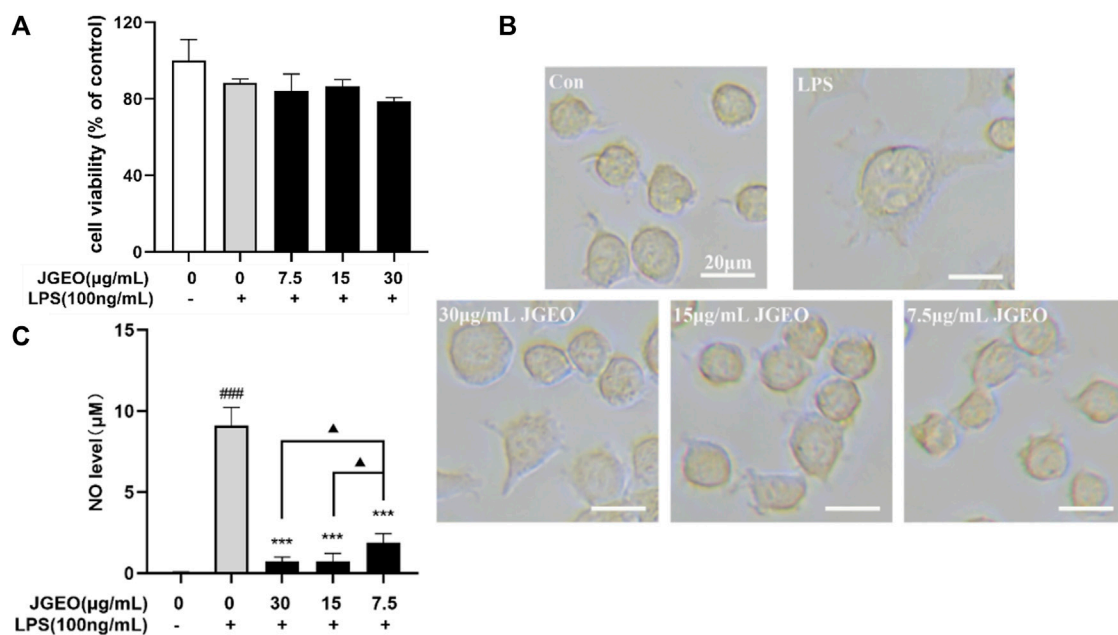 A
120
80
40
0
cell viability (% of control)
JGEO(μg/mL) 0 0 7.5 15 30
LPS(100ng/mL) - + + + +
B
Con
20μm
LPS
30μg/mL JGEO
15μg/mL JGEO
7.5μg/mL JGEO
C
15
10
5
0
NO level(μM)
###
▲
▲
*** *** ***
JGEO(μg/mL) 0 0 30 15 7.5
LPS(100ng/mL) - + + + +